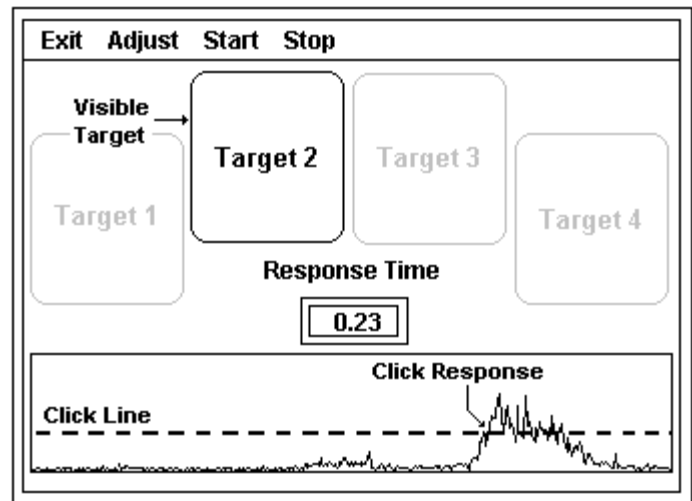 Exit Adjust Start Stop
Visible
Target
Target 2
Target 3
Target 1
Target 4
Response Time
0.23
Click Response
Click Line